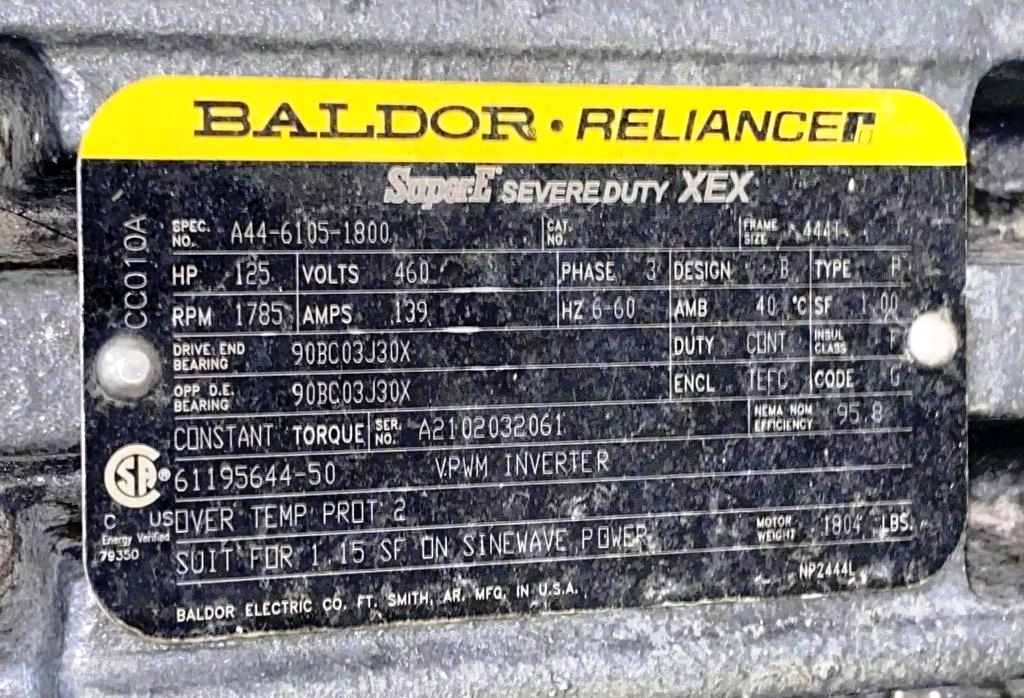 BALDOR · RELIANCE
Super-E SEVERE DUTY XEX
CC010A
SPEC. NO. A44-6105-1800 CAT. NO. FRAME SIZE 444T
HP 125 VOLTS 460 PHASE 3 DESIGN B TYPE P
RPM 1785 AMPS 139 HZ 6-60 AMB 40 °C SF 1.00
DRIVE END BEARING 90BC03J30X DUTY CONT INSUL CLASS F
OPP D.E. BEARING 90BC03J30X ENCL TEFC CODE G
CONSTANT TORQUE SER. NO. A2102032061 NEMA NOM EFFICIENCY 95.8
61195644-50 V.PWM INVERTER
OVER TEMP PROT 2
SUIT FOR 1.15 SF ON SINEWAVE POWER MOTOR WEIGHT 1804 LBS.
SA®
C US
Energy Verified
79350
NP2444L
BALDOR ELECTRIC CO. FT. SMITH, AR. MFG. IN U.S.A.